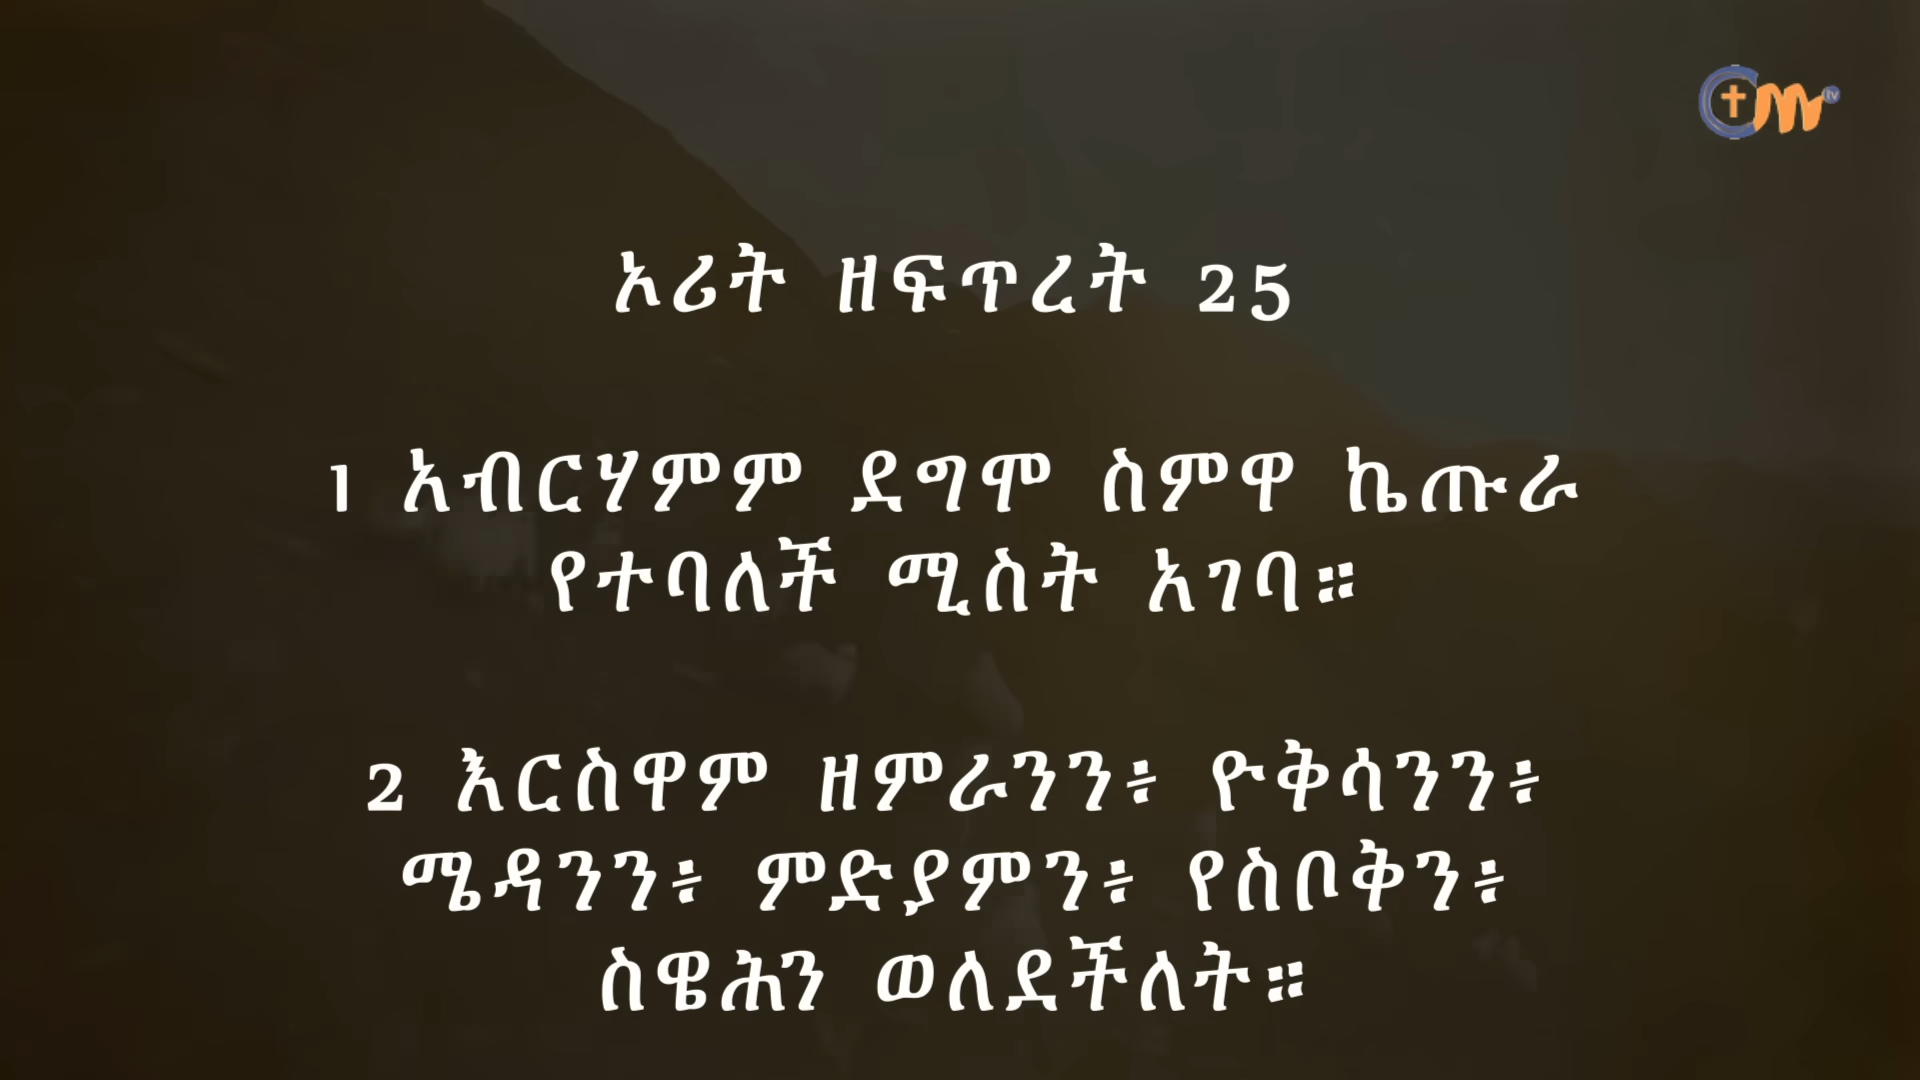 tv
ኦሪት ዘፍጥረት 25
1 አብርሃምም ደግሞ ስምዋ ኬጡራ
የተባለች ሚስት አገባ።
2 እርስዋም ዘምራንን፥ ዮቅሳንን፥
ሜዳንን፥ ምድያምን፥ የስቦቅን፥
ስዌሕን ወለደችለት።